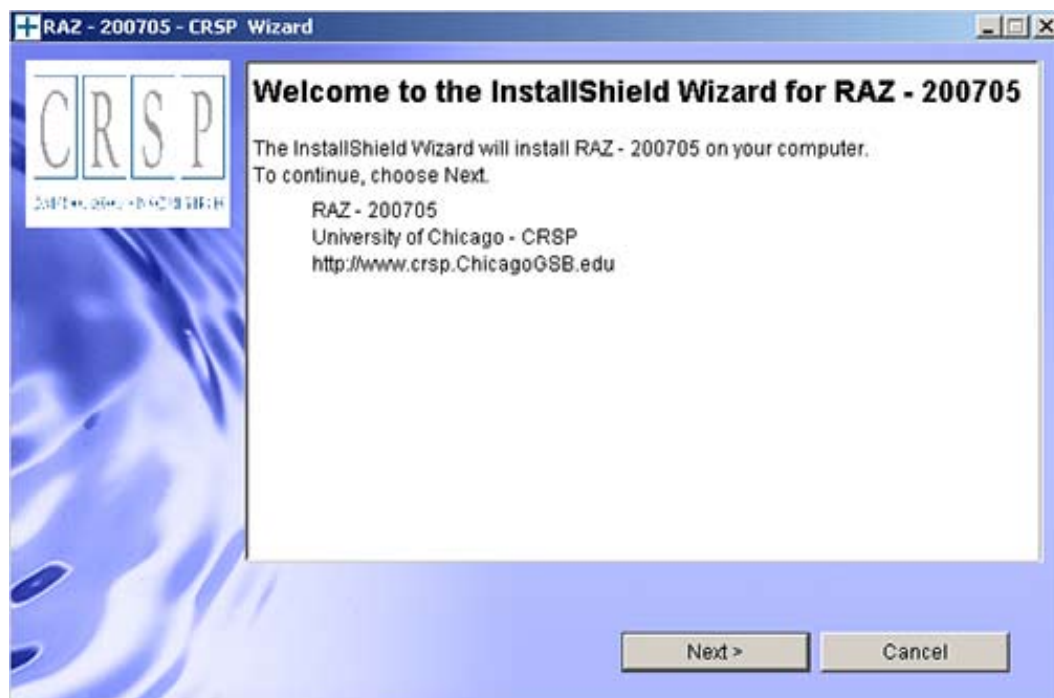 RAZ - 200705 - CRSP Wizard
CRSP
Welcome to the InstallShield Wizard for RAZ - 200705
The InstallShield Wizard will install RAZ - 200705 on your computer.
To continue, choose Next.
RAZ - 200705
University of Chicago - CRSP
http://www.crsp.ChicagoGSB.edu
Next >
Cancel